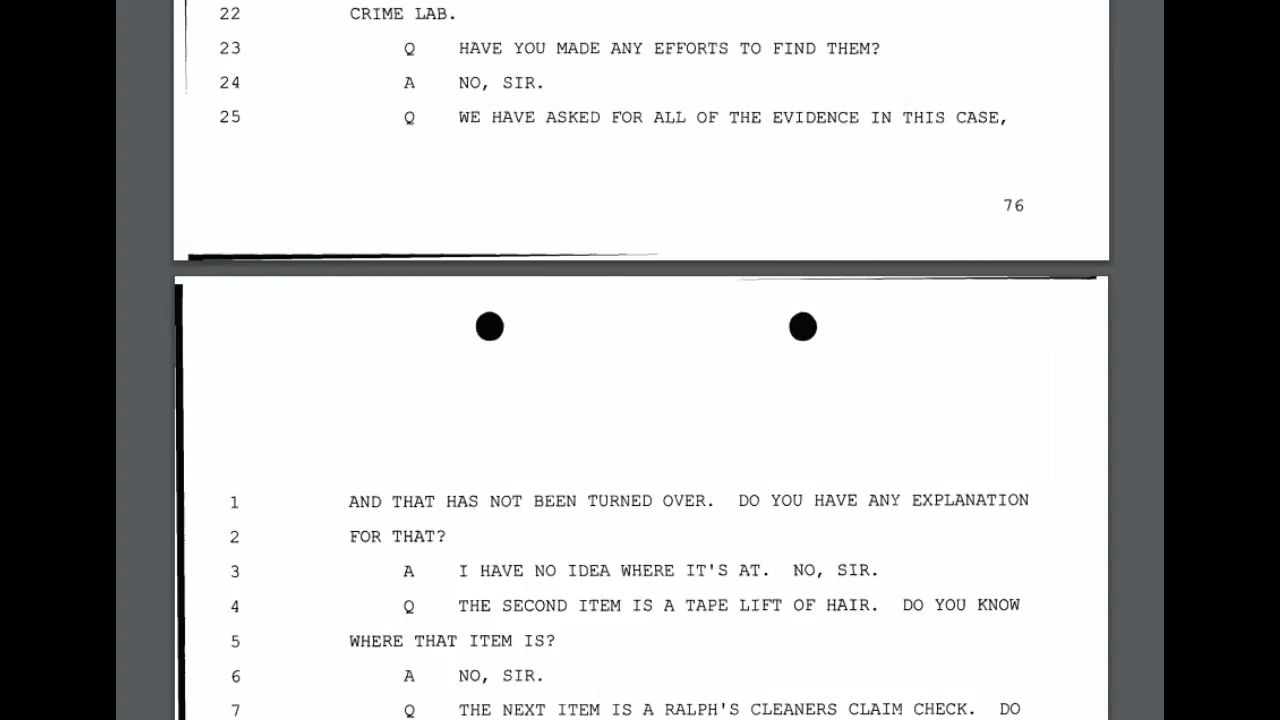 22 CRIME LAB.
23 Q HAVE YOU MADE ANY EFFORTS TO FIND THEM?
24 A NO, SIR.
25 Q WE HAVE ASKED FOR ALL OF THE EVIDENCE IN THIS CASE,
76
1 AND THAT HAS NOT BEEN TURNED OVER. DO YOU HAVE ANY EXPLANATION
2 FOR THAT?
3 A I HAVE NO IDEA WHERE IT'S AT. NO, SIR.
4 Q THE SECOND ITEM IS A TAPE LIFT OF HAIR. DO YOU KNOW
5 WHERE THAT ITEM IS?
6 A NO, SIR.
7 Q THE NEXT ITEM IS A RALPH'S CLEANERS CLAIM CHECK. DO